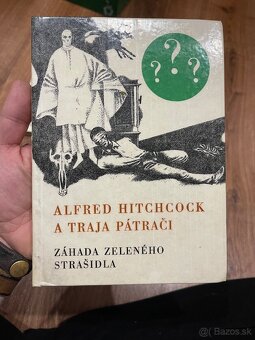 ? ? ?
ALFRED HITCHCOCK
A TRAJA PÁTRAČI
ZÁHADA ZELENÉHO
STRAŠIDLA
Bazos.sk